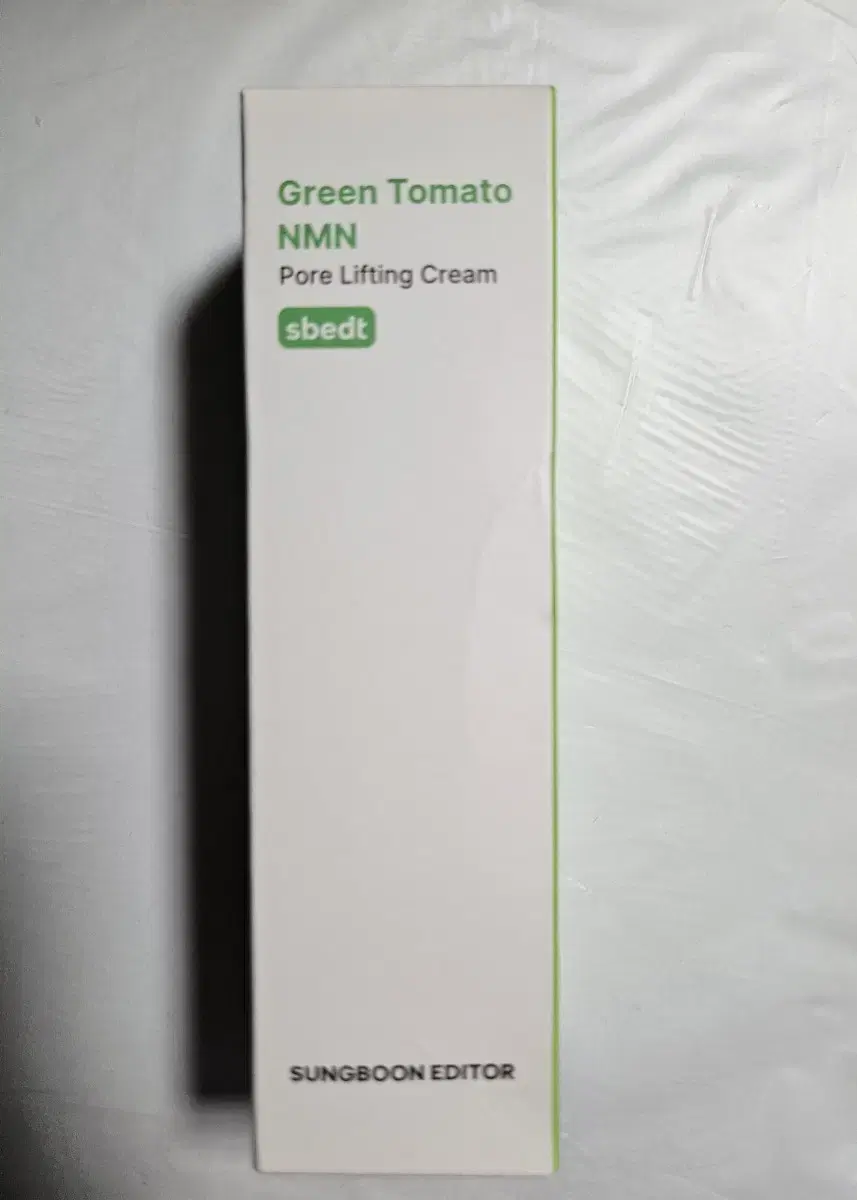 Green Tomato
NMN
Pore Lifting Cream
sbedt
SUNGBOON EDITOR